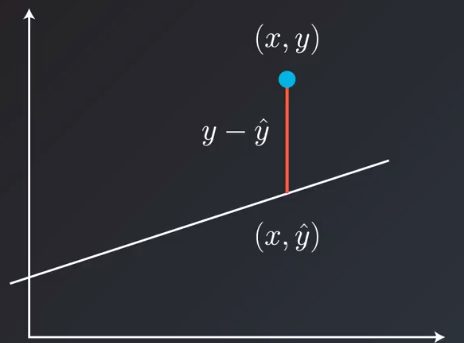 (x, y)
y − ŷ
(x, ŷ)